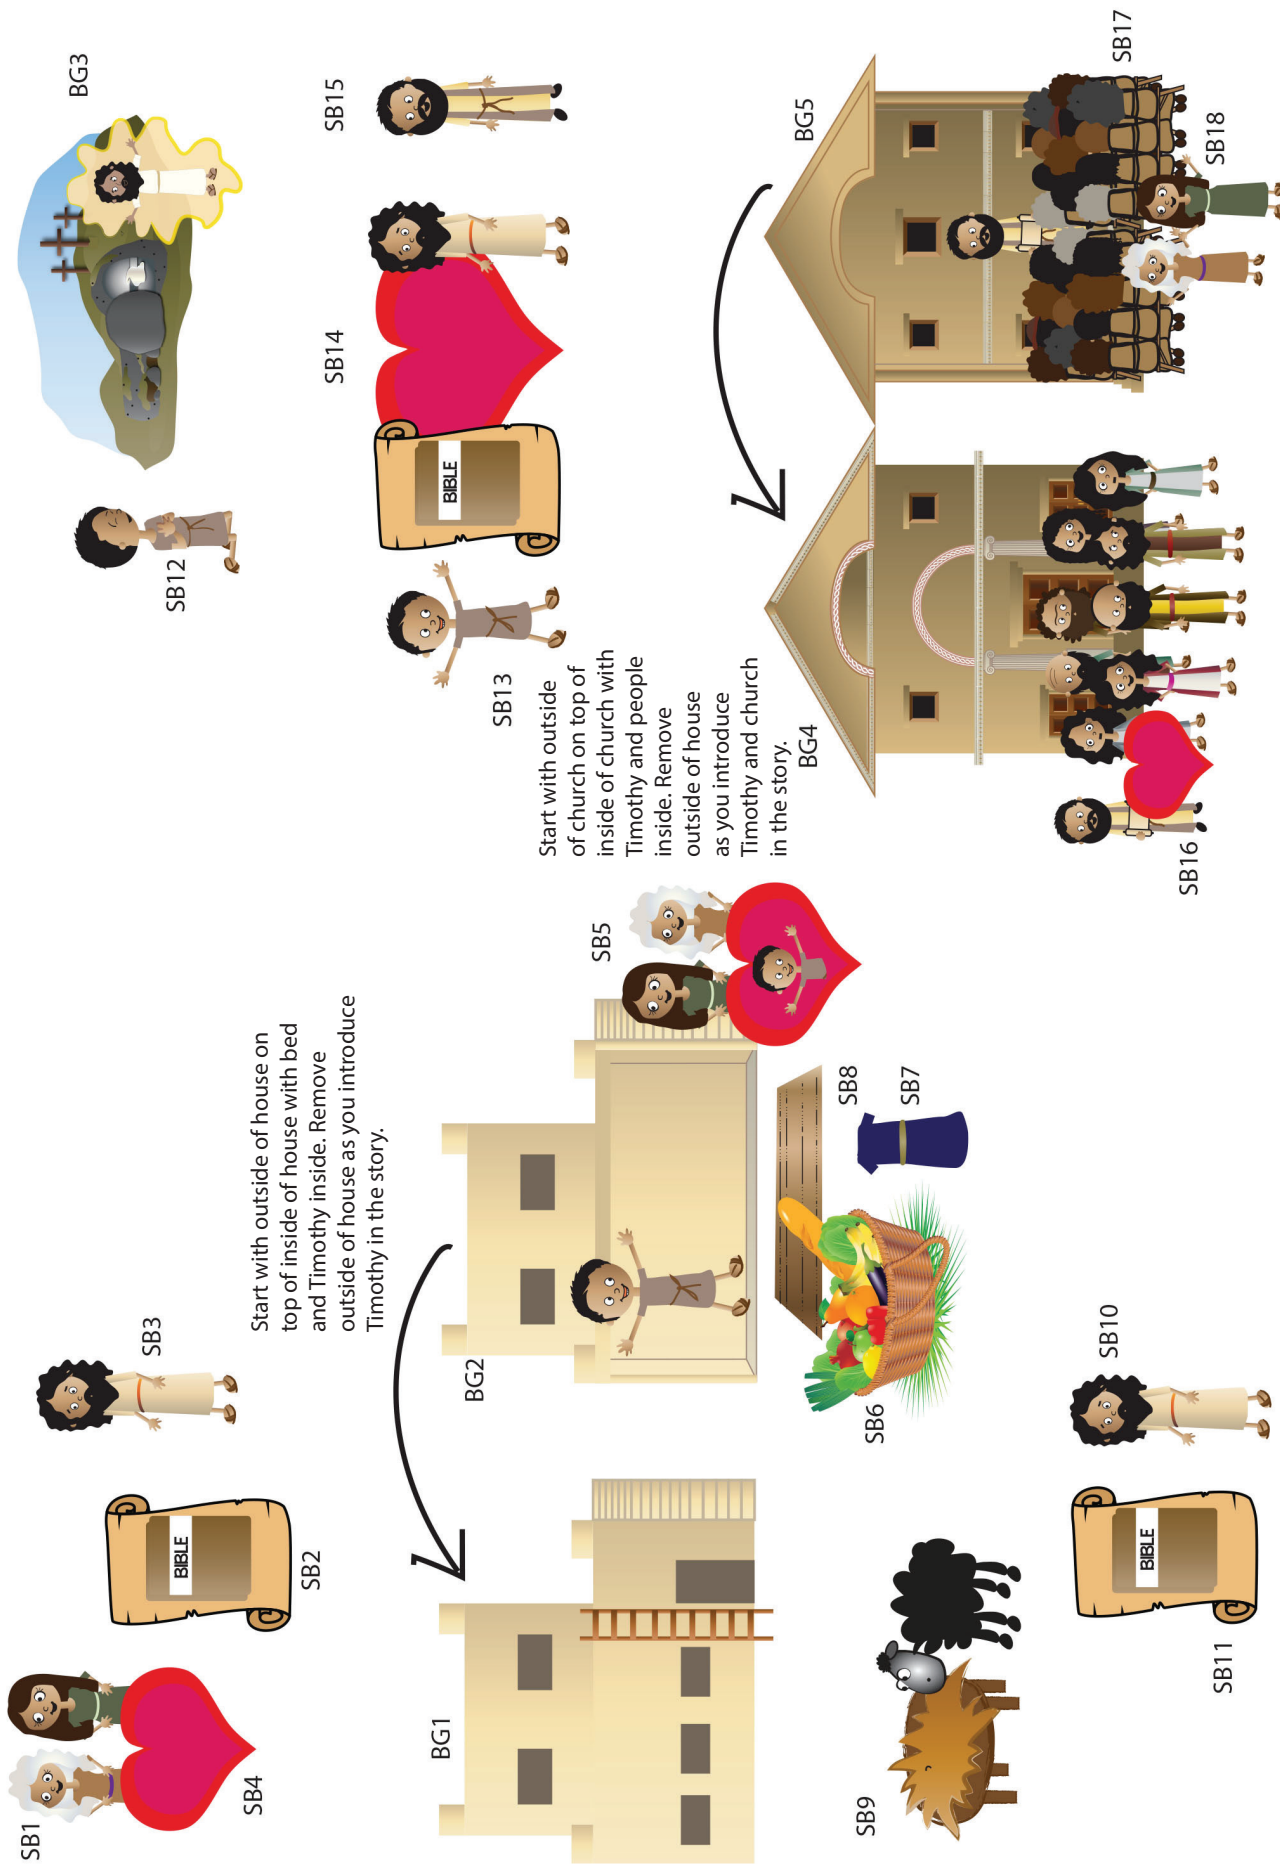 SB1
SB4
BIBLE
SB2
SB3
Start with outside of house on
top of inside of house with bed
and Timothy inside. Remove
outside of house as you introduce
Timothy in the story.
BG1
BG2
SB5
SB9
SB6
SB8
SB7
BIBLE
SB11
SB10
SB12
BG3
SB13
BIBLE
SB14
SB15
Start with outside
of church on top of
inside of church with
Timothy and people
inside. Remove
outside of house
as you introduce
Timothy and church
in the story.
BG4
BG5
SB16
SB18
SB17